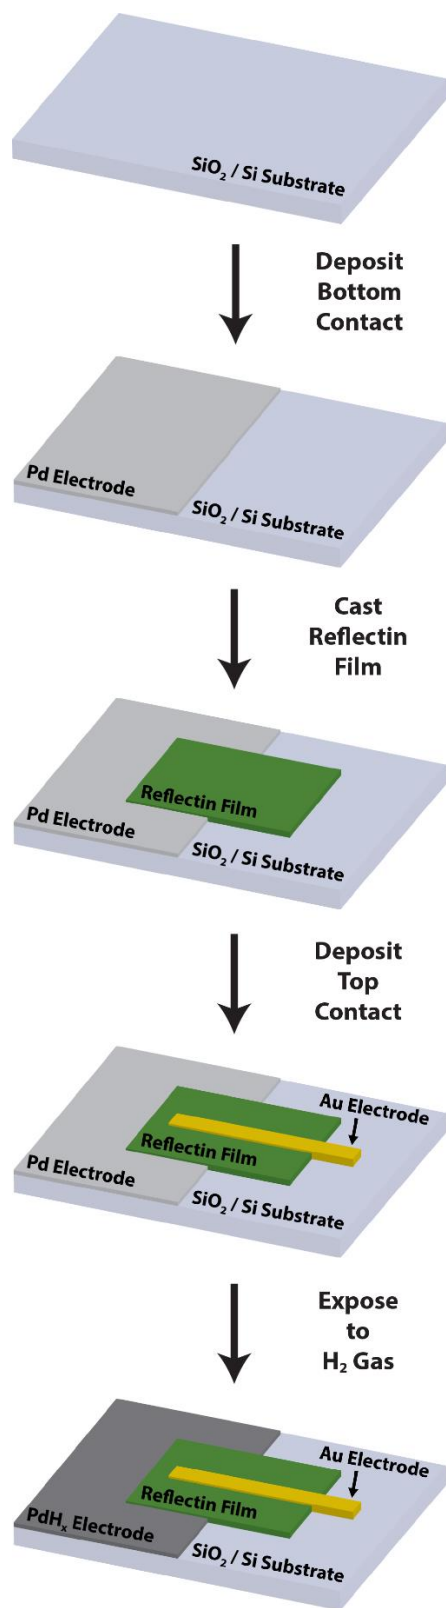 SiO₂ / Si Substrate
Deposit
Bottom
Contact
Pd Electrode
SiO₂ / Si Substrate
Cast
Reflectin
Film
Reflectin Film
Pd Electrode
SiO₂ / Si Substrate
Deposit
Top
Contact
Au Electrode
Reflectin Film
Pd Electrode
SiO₂ / Si Substrate
Expose
to
H₂ Gas
Au Electrode
Reflectin Film
PdHₓ Electrode
SiO₂ / Si Substrate